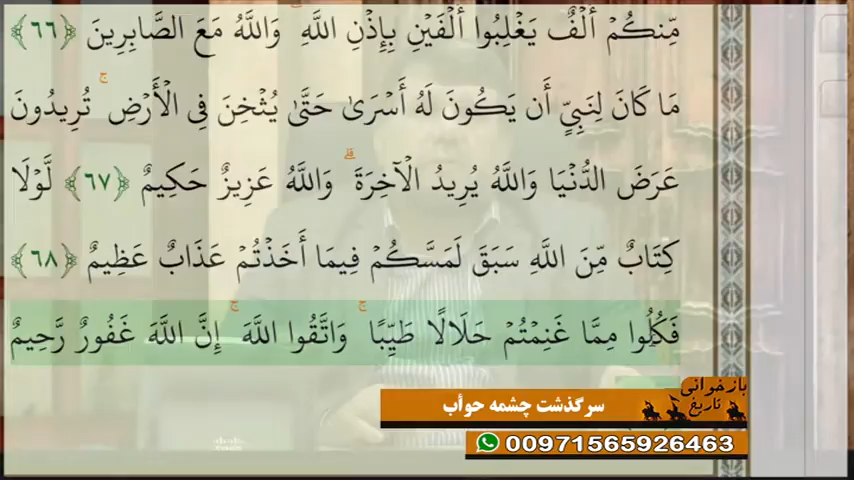 مِّنكُمْ أَلْفٌ يَغْلِبُوا أَلْفَيْنِ بِإِذْنِ اللَّهِ ۗ وَاللَّهُ مَعَ الصَّابِرِينَ ﴿٦٦﴾
مَا كَانَ لِنَبِيٍّ أَن يَكُونَ لَهُ أَسْرَىٰ حَتَّىٰ يُثْخِنَ فِي الْأَرْضِ ۚ تُرِيدُونَ
عَرَضَ الدُّنْيَا وَاللَّهُ يُرِيدُ الْآخِرَةَ ۗ وَاللَّهُ عَزِيزٌ حَكِيمٌ ﴿٦٧﴾ لَّوْلَا
كِتَابٌ مِّنَ اللَّهِ سَبَقَ لَمَسَّكُمْ فِيمَا أَخَذْتُمْ عَذَابٌ عَظِيمٌ ﴿٦٨﴾
فَكُلُوا مِمَّا غَنِمْتُمْ حَلَالًا طَيِّبًا ۚ وَاتَّقُوا اللَّهَ ۚ إِنَّ اللَّهَ غَفُورٌ رَّحِيمٌ
بازخوانی
تاریخ
سرگذشت چشمه حوأب
00971565926463